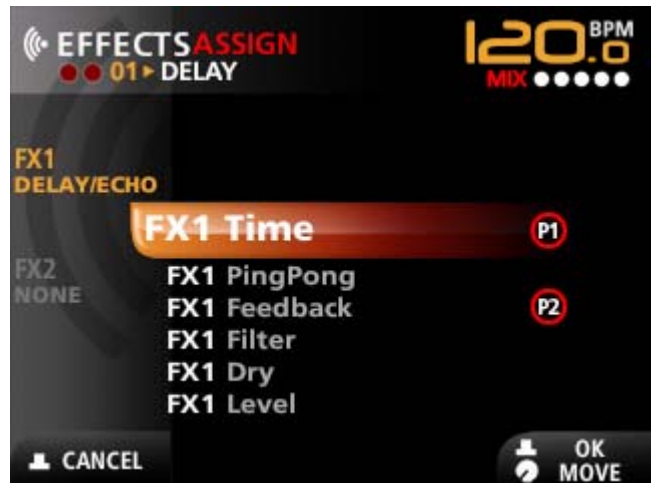 EFFECTS ASSIGN
01 DELAY
120.0 BPM
MIX
FX1
DELAY/ECHO
FX2
NONE
FX1 Time P1
FX1 PingPong
FX1 Feedback P2
FX1 Filter
FX1 Dry
FX1 Level
CANCEL
OK
MOVE